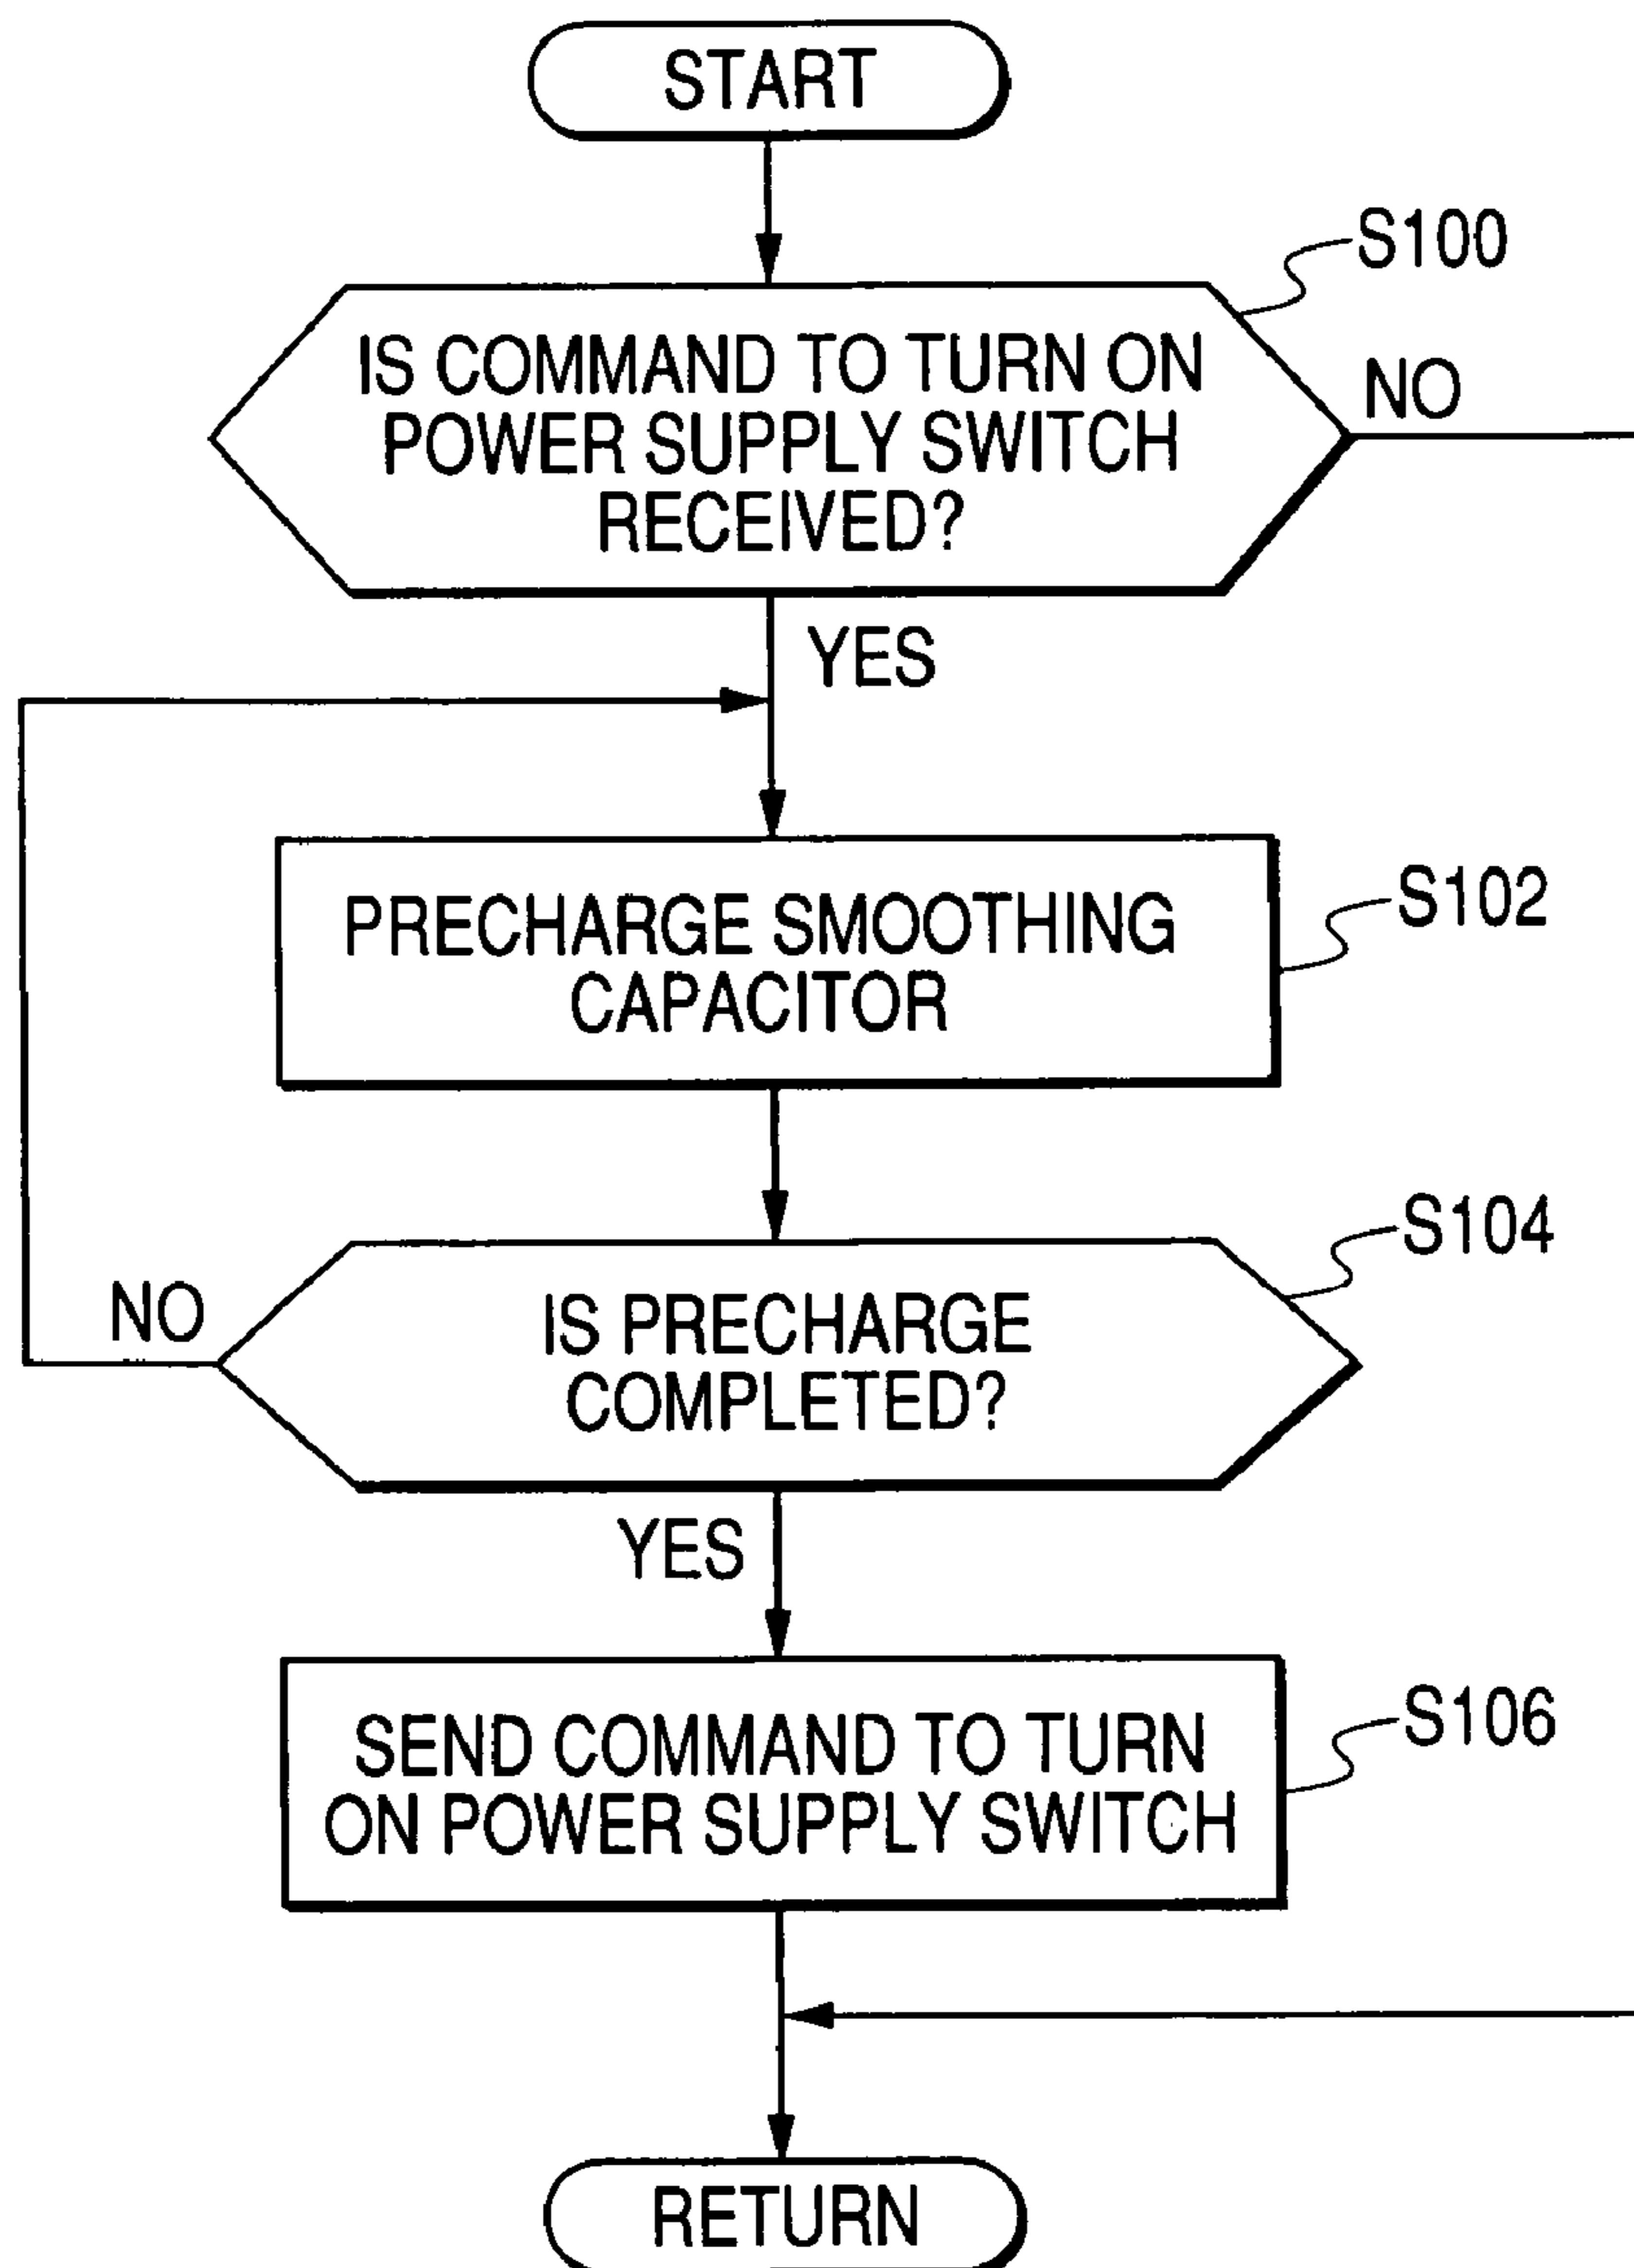 START
S100
IS COMMAND TO TURN ON
POWER SUPPLY SWITCH
RECEIVED?
NO
YES
PRECHARGE SMOOTHING
CAPACITOR
S102
S104
IS PRECHARGE
COMPLETED?
NO
YES
SEND COMMAND TO TURN
ON POWER SUPPLY SWITCH
S106
RETURN